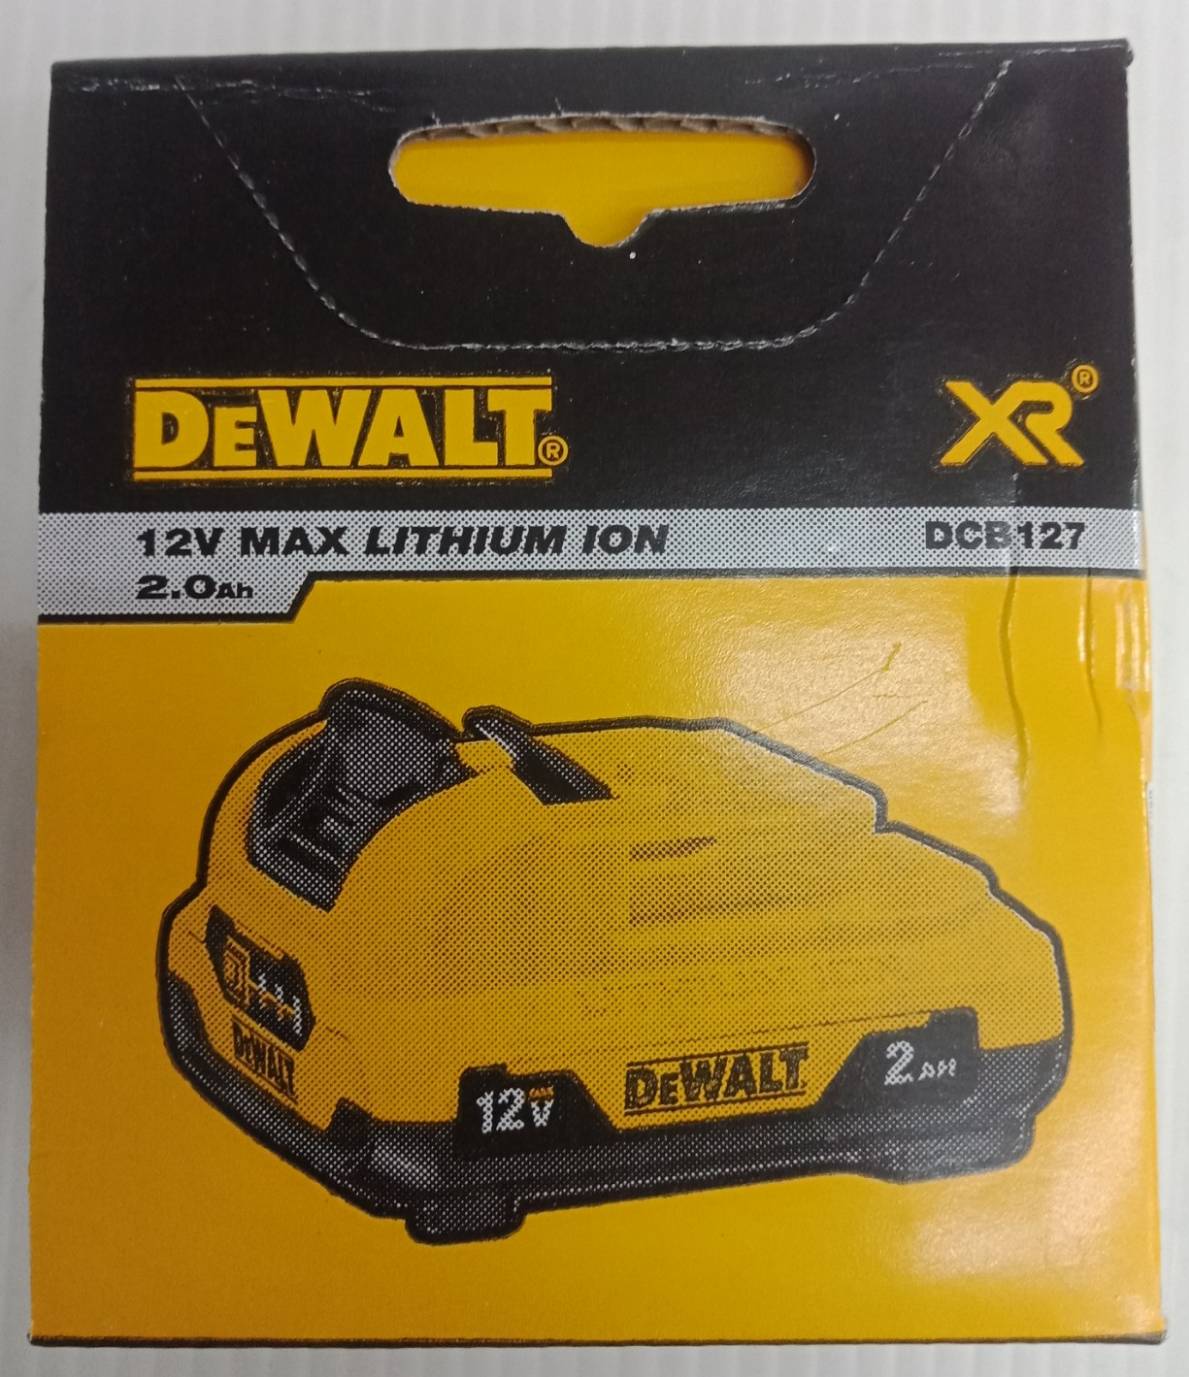 DEWALT®
XR®
12V MAX LITHIUM ION
DCB127
2.0Ah
DEWALT
12V
DEWALT
2AH